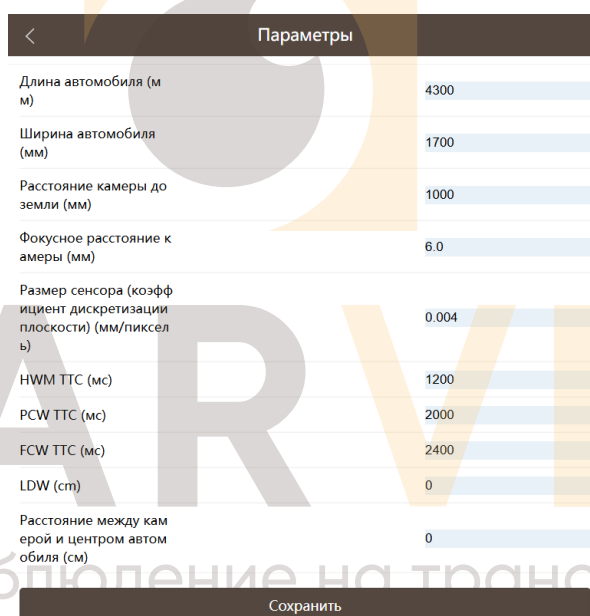 Параметры
Длина автомобиля (м
м)
4300
Ширина автомобиля
(мм)
1700
Расстояние камеры до
земли (мм)
1000
Фокусное расстояние к
амеры (мм)
6.0
Размер сенсора (коэфф
ициент дискретизации
плоскости) (мм/пиксел
ь)
0.004
HWM TTC (мс)
1200
PCW TTC (мс)
2000
FCW TTC (мс)
2400
LDW (cm)
0
Расстояние между кам
ерой и центром автом
обиля (см)
0
Сохранить